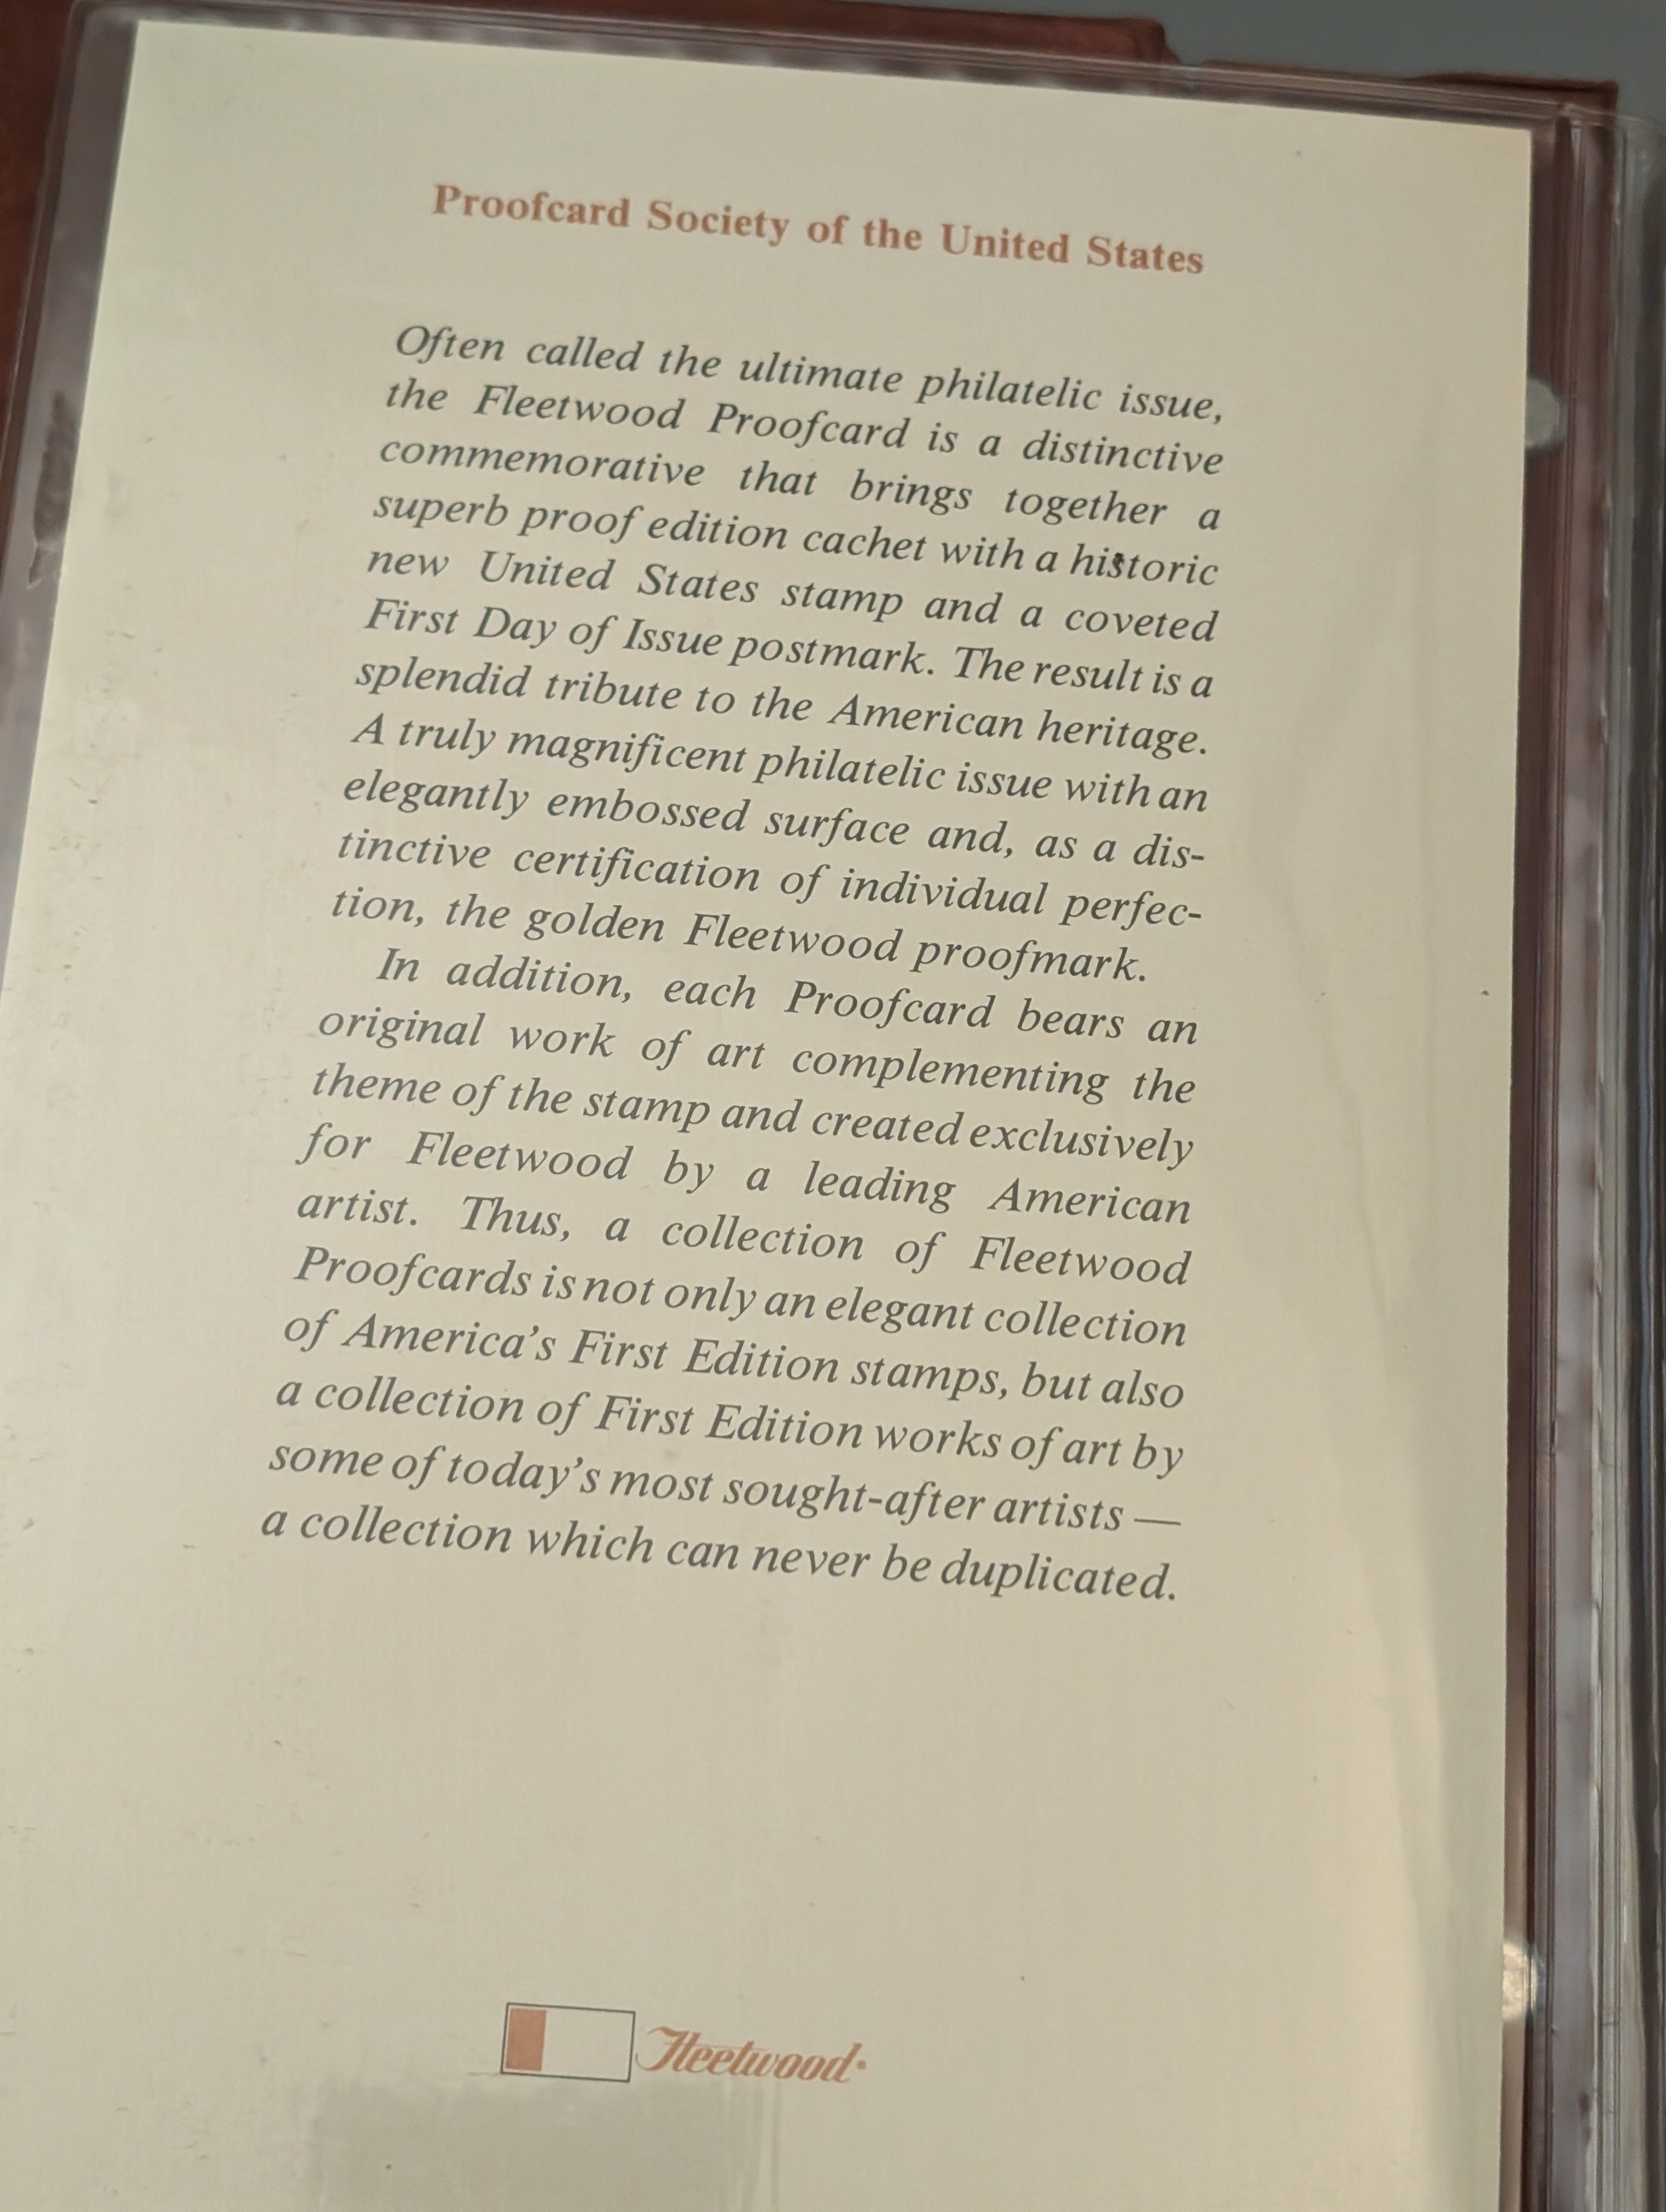 Proofcard Society of the United States
Often called the ultimate philatelic issue,
the Fleetwood Proofcard is a distinctive
commemorative that brings together a
superb proof edition cachet with a historic
new United States stamp and a coveted
First Day of Issue postmark. The result is a
splendid tribute to the American heritage.
A truly magnificent philatelic issue with an
elegantly embossed surface and, as a dis-
tinctive certification of individual perfec-
tion, the golden Fleetwood proofmark.
In addition, each Proofcard bears an
original work of art complementing the
theme of the stamp and created exclusively
for Fleetwood by a leading American
artist. Thus, a collection of Fleetwood
Proofcards is not only an elegant collection
of America's First Edition stamps, but also
a collection of First Edition works of art by
some of today's most sought-after artists —
a collection which can never be duplicated.
Fleetwood